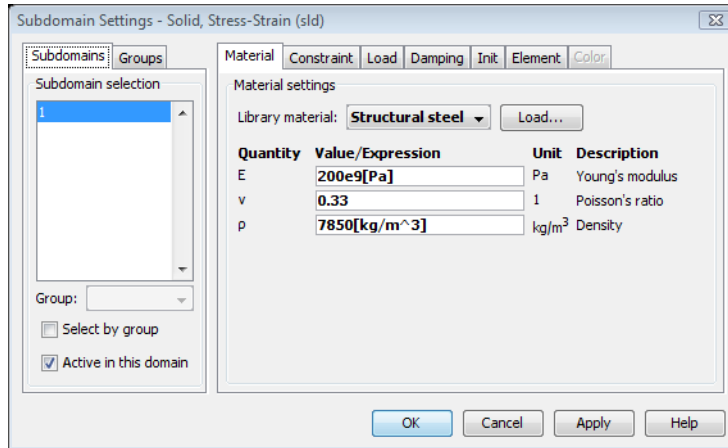 Subdomain Settings - Solid, Stress-Strain (sld)
Subdomains Groups
Subdomain selection
1
Group:
Select by group
Active in this domain
Material Constraint Load Damping Init Element Color
Material settings
Library material: Structural steel Load...
Quantity Value/Expression Unit Description
E 200e9[Pa] Pa Young's modulus
ν 0.33 1 Poisson's ratio
ρ 7850[kg/m^3] kg/m³ Density
OK Cancel Apply Help